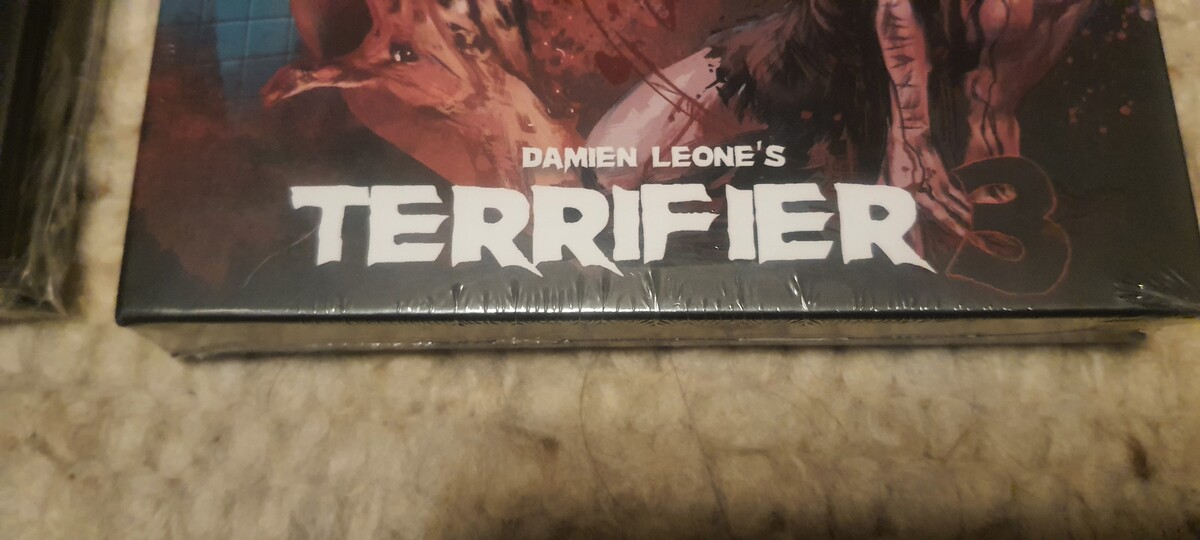 DAMIEN LEONE'S
TERRIFIER 3